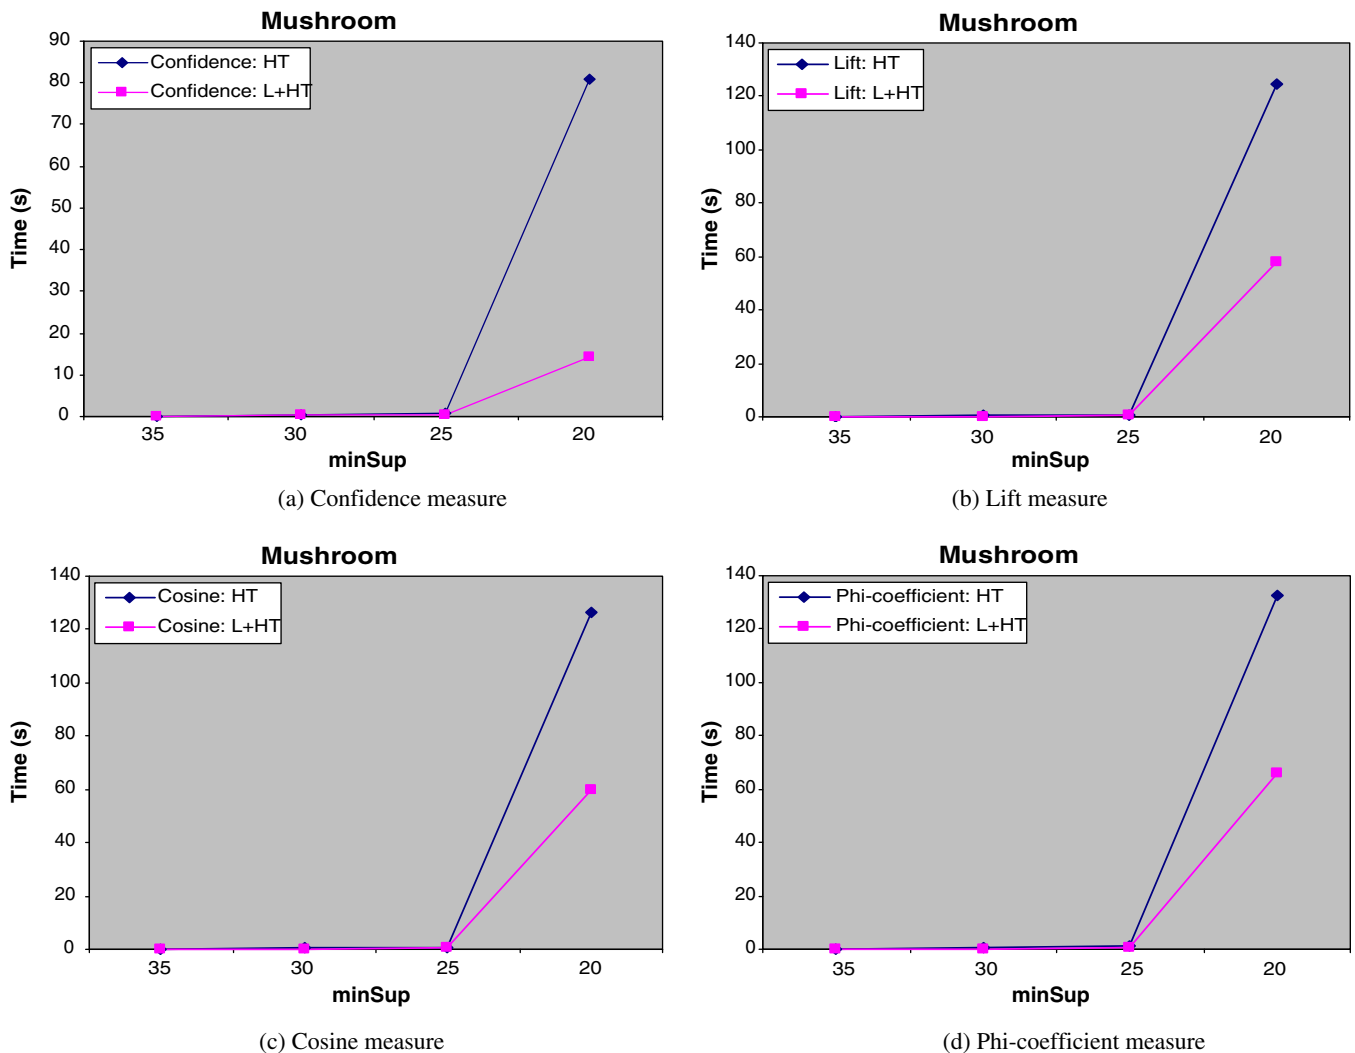 Mushroom
90
80
70
60
50
40
30
20
10
0
Time (s)
Confidence: HT
Confidence: L+HT
35 30 25 20
minSup
(a) Confidence measure
Mushroom
140
120
100
80
60
40
20
0
Time (s)
Lift: HT
Lift: L+HT
35 30 25 20
minSup
(b) Lift measure
Mushroom
140
120
100
80
60
40
20
0
Time (s)
Cosine: HT
Cosine: L+HT
35 30 25 20
minSup
(c) Cosine measure
Mushroom
140
120
100
80
60
40
20
0
Time (s)
Phi-coefficient: HT
Phi-coefficient: L+HT
35 30 25 20
minSup
(d) Phi-coefficient measure